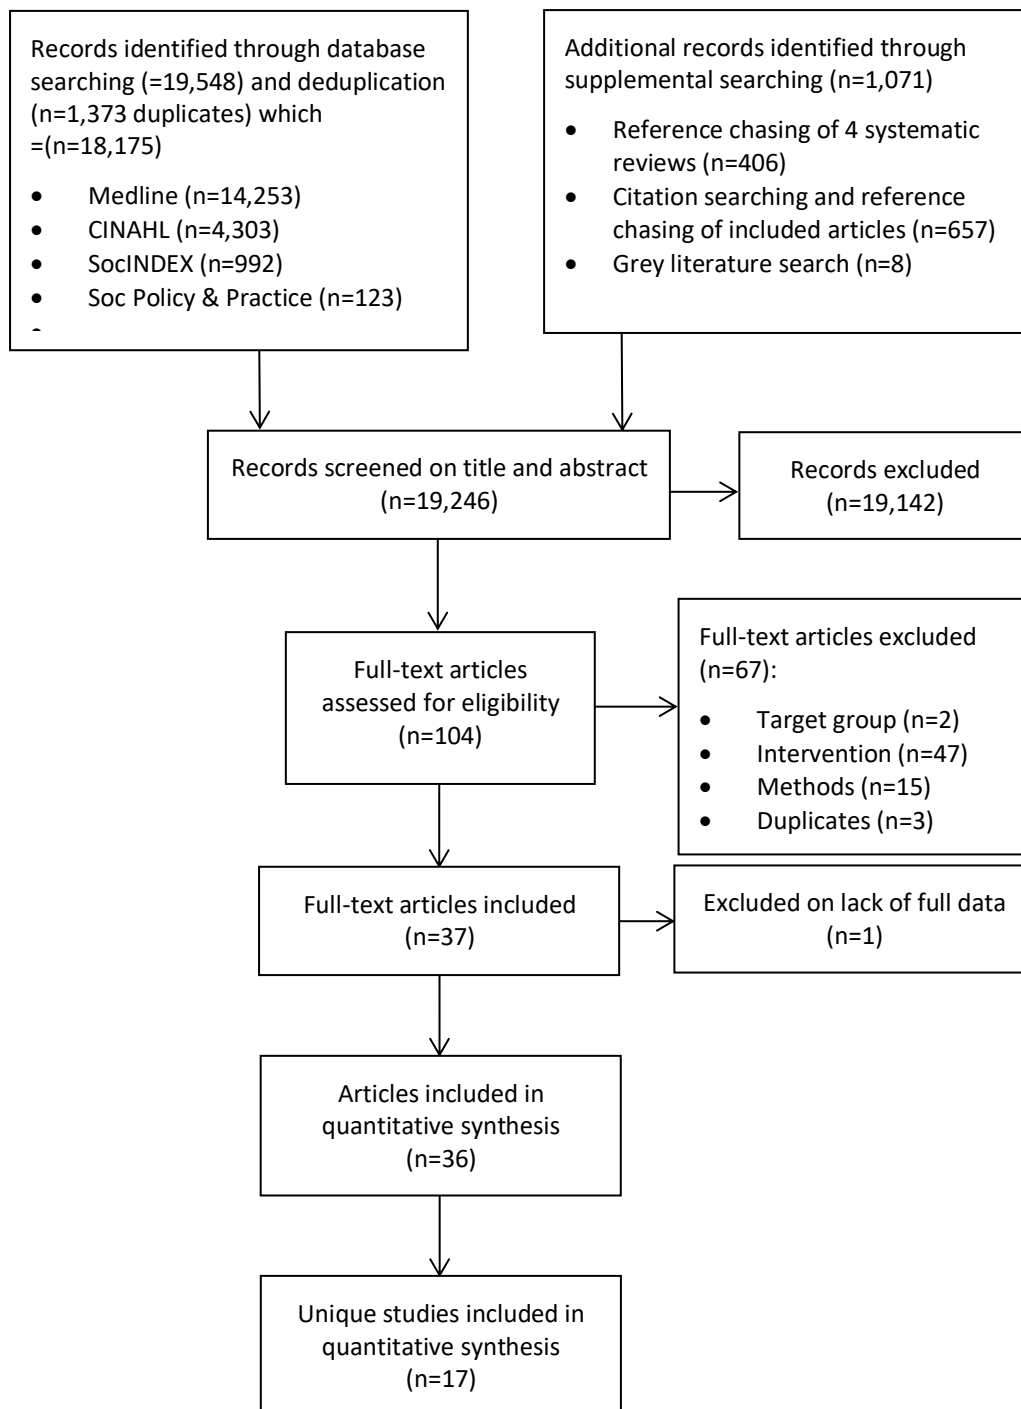 Records identified through database
searching (=19,548) and deduplication
(n=1,373 duplicates) which
=(n=18,175)
• Medline (n=14,253)
• CINAHL (n=4,303)
• SocINDEX (n=992)
• Soc Policy & Practice (n=123)
Additional records identified through
supplemental searching (n=1,071)
• Reference chasing of 4 systematic
reviews (n=406)
• Citation searching and reference
chasing of included articles (n=657)
• Grey literature search (n=8)
Records screened on title and abstract
(n=19,246)
Records excluded
(n=19,142)
Full-text articles
assessed for eligibility
(n=104)
Full-text articles excluded
(n=67):
• Target group (n=2)
• Intervention (n=47)
• Methods (n=15)
• Duplicates (n=3)
Full-text articles included
(n=37)
Excluded on lack of full data
(n=1)
Articles included in
quantitative synthesis
(n=36)
Unique studies included in
quantitative synthesis
(n=17)